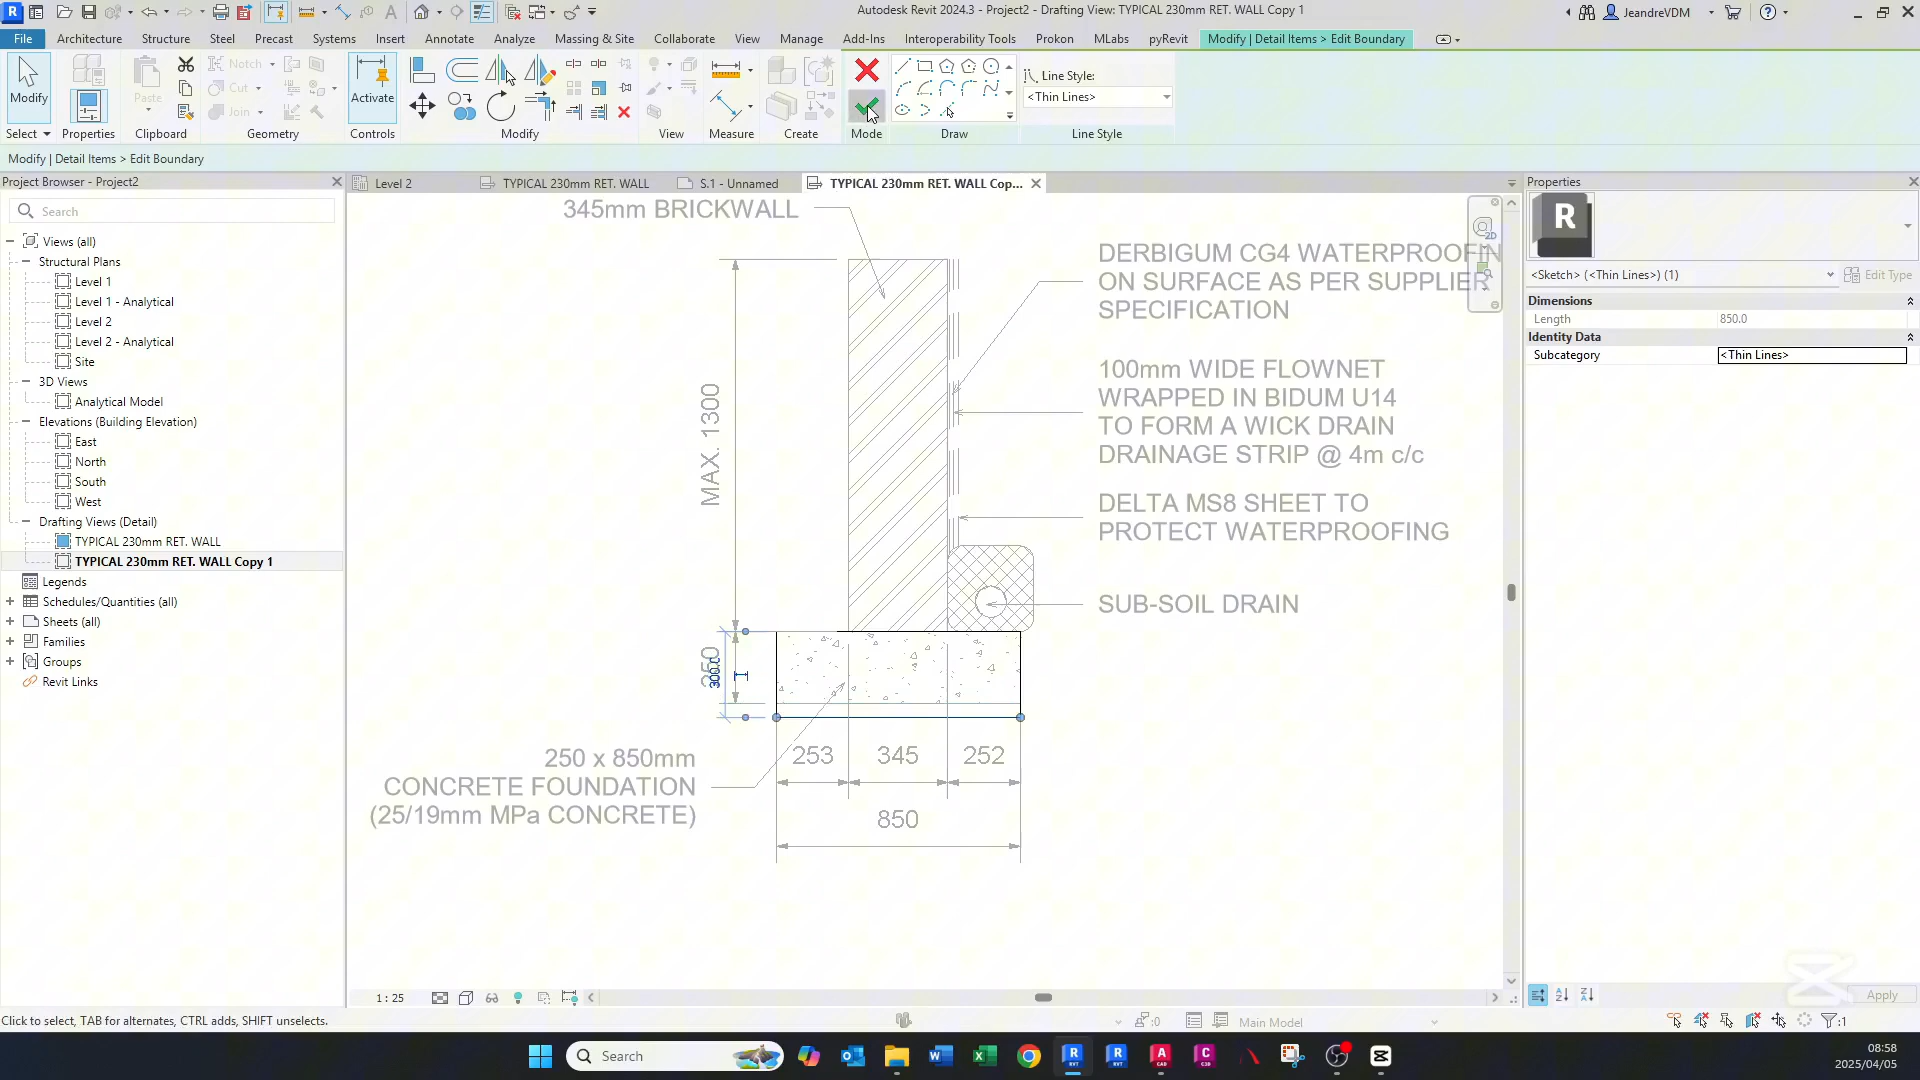 Autodesk Revit 2024.3 - Project2 - Drafting View: TYPICAL 230mm RET. WALL Copy 1
JeandreVDM
File
Architecture
Structure
Steel
Precast
Systems
Insert
Annotate
Analyze
Massing & Site
Collaborate
View
Manage
Add-Ins
Interoperability Tools
Prokon
MLabs
pyRevit
Modify | Detail Items > Edit Boundary
Modify
Paste
Notch
Cut
Join
Activate
Line Style:
<Thin Lines>
Select
Properties
Clipboard
Geometry
Controls
Modify
View
Measure
Create
Mode
Draw
Line Style
Modify | Detail Items > Edit Boundary
Project Browser - Project2
Search
Views (all)
Structural Plans
Level 1
Level 1 - Analytical
Level 2
Level 2 - Analytical
Site
3D Views
Analytical Model
Elevations (Building Elevation)
East
North
South
West
Drafting Views (Detail)
TYPICAL 230mm RET. WALL
TYPICAL 230mm RET. WALL Copy 1
Legends
Schedules/Quantities (all)
Sheets (all)
Families
Groups
Revit Links
Level 2
TYPICAL 230mm RET. WALL
S.1 - Unnamed
TYPICAL 230mm RET. WALL Cop...
345mm BRICKWALL
DERBIGUM CG4 WATERPROOFIN
ON SURFACE AS PER SUPPLIER
SPECIFICATION
100mm WIDE FLOWNET
WRAPPED IN BIDUM U14
TO FORM A WICK DRAIN
DRAINAGE STRIP @ 4m c/c
DELTA MS8 SHEET TO
PROTECT WATERPROOFING
SUB-SOIL DRAIN
MAX. 1300
250
300.0
250 x 850mm
CONCRETE FOUNDATION
(25/19mm MPa CONCRETE)
253
345
252
850
2D
Properties
R
<Sketch> (<Thin Lines>) (1)
Edit Type
Dimensions
Length
850.0
Identity Data
Subcategory
<Thin Lines>
Apply
1 : 25
Click to select, TAB for alternates, CTRL adds, SHIFT unselects.
:0
Main Model
:1
Search
08:58
2025/04/05